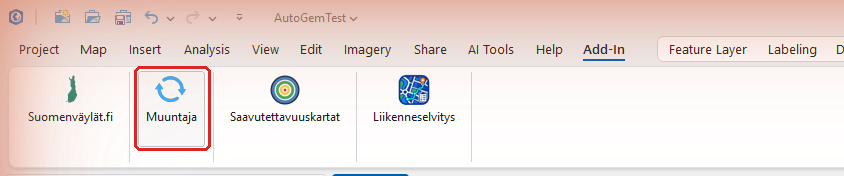 AutoGemTest
Project Map Insert Analysis View Edit Imagery Share AI Tools Help Add-In Feature Layer Labeling D
Suomenväylät.fi Muuntaja Saavutettavuuskartat Liikenneselvitys